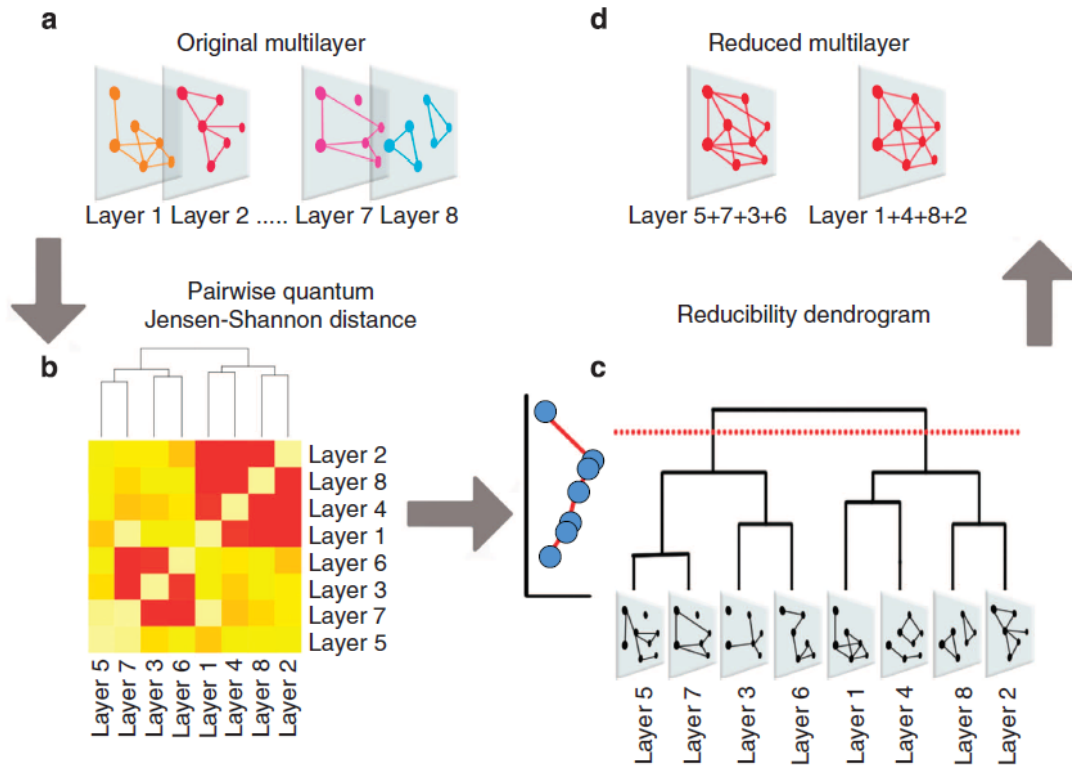 a
Original multilayer
Layer 1 Layer 2 ..... Layer 7 Layer 8
d
Reduced multilayer
Layer 5+7+3+6
Layer 1+4+8+2
Pairwise quantum
Jensen-Shannon distance
b
Layer 2
Layer 8
Layer 4
Layer 1
Layer 6
Layer 3
Layer 7
Layer 5
Layer 5
Layer 7
Layer 3
Layer 6
Layer 1
Layer 4
Layer 8
Layer 2
Reducibility dendrogram
c
Layer 5
Layer 7
Layer 3
Layer 6
Layer 1
Layer 4
Layer 8
Layer 2